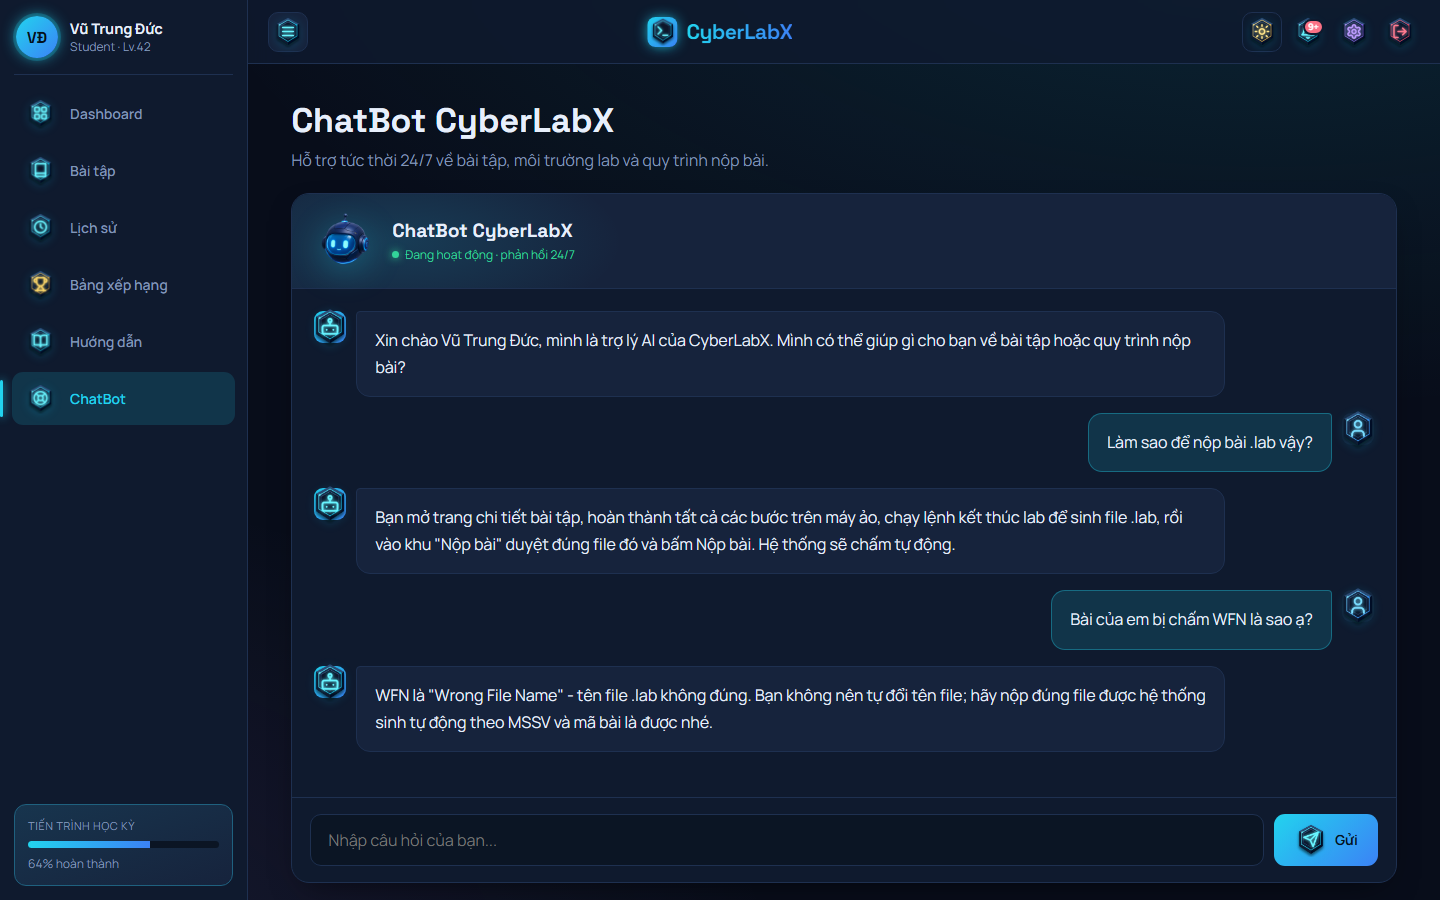 VĐ
Vũ Trung Đức
Student · Lv.42
Dashboard
Bài tập
Lịch sử
Bảng xếp hạng
Hướng dẫn
ChatBot
TIẾN TRÌNH HỌC KỲ
64% hoàn thành
CyberLabX
9+
ChatBot CyberLabX
Hỗ trợ tức thời 24/7 về bài tập, môi trường lab và quy trình nộp bài.
ChatBot CyberLabX
Đang hoạt động · phản hồi 24/7
Xin chào Vũ Trung Đức, mình là trợ lý AI của CyberLabX. Mình có thể giúp gì cho bạn về bài tập hoặc quy trình nộp
bài?
Làm sao để nộp bài .lab vậy?
Bạn mở trang chi tiết bài tập, hoàn thành tất cả các bước trên máy ảo, chạy lệnh kết thúc lab để sinh file .lab, rồi
vào khu "Nộp bài" duyệt đúng file đó và bấm Nộp bài. Hệ thống sẽ chấm tự động.
Bài của em bị chấm WFN là sao ạ?
WFN là "Wrong File Name" - tên file .lab không đúng. Bạn không nên tự đổi tên file; hãy nộp đúng file được hệ thống
sinh tự động theo MSSV và mã bài là được nhé.
Nhập câu hỏi của bạn...
Gửi